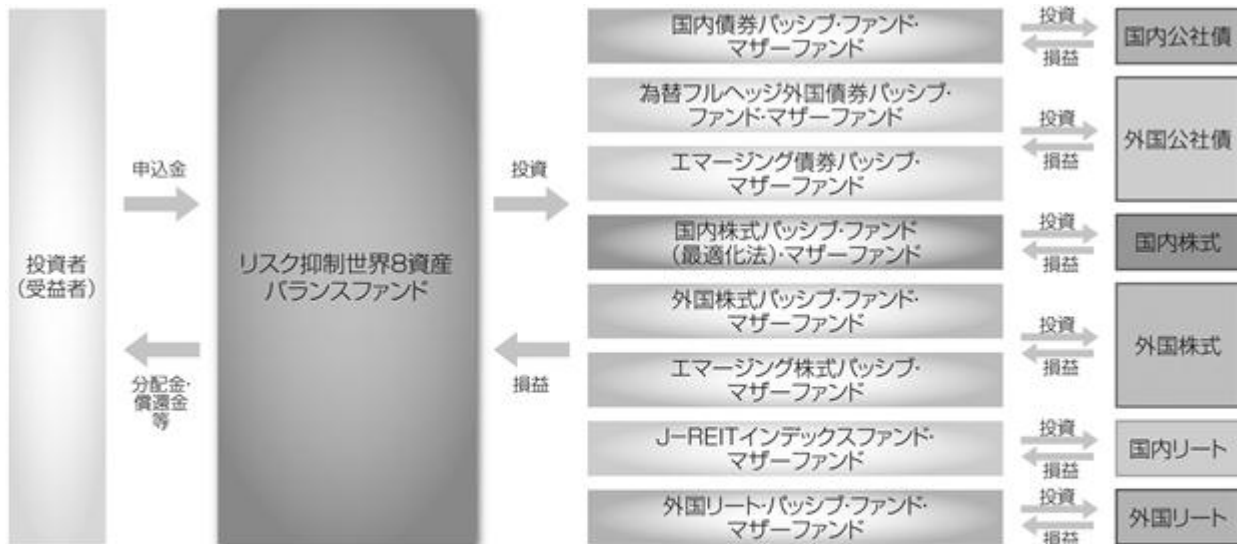 投資者
(受益者)
申込金
分配金・
償還金
等
リスク抑制世界8資産
バランスファンド
投資
損益
国内債券パッシブ・ファンド・
マザーファンド
投資
損益
国内公社債
為替フルヘッジ外国債券パッシブ・
ファンド・マザーファンド
エマージング債券パッシブ・
マザーファンド
投資
損益
外国公社債
国内株式パッシブ・ファンド
(最適化法)・マザーファンド
投資
損益
国内株式
外国株式パッシブ・ファンド・
マザーファンド
エマージング株式パッシブ・
マザーファンド
投資
損益
外国株式
J-REITインデックスファンド・
マザーファンド
投資
損益
国内リート
外国リート・パッシブ・ファンド・
マザーファンド
投資
損益
外国リート